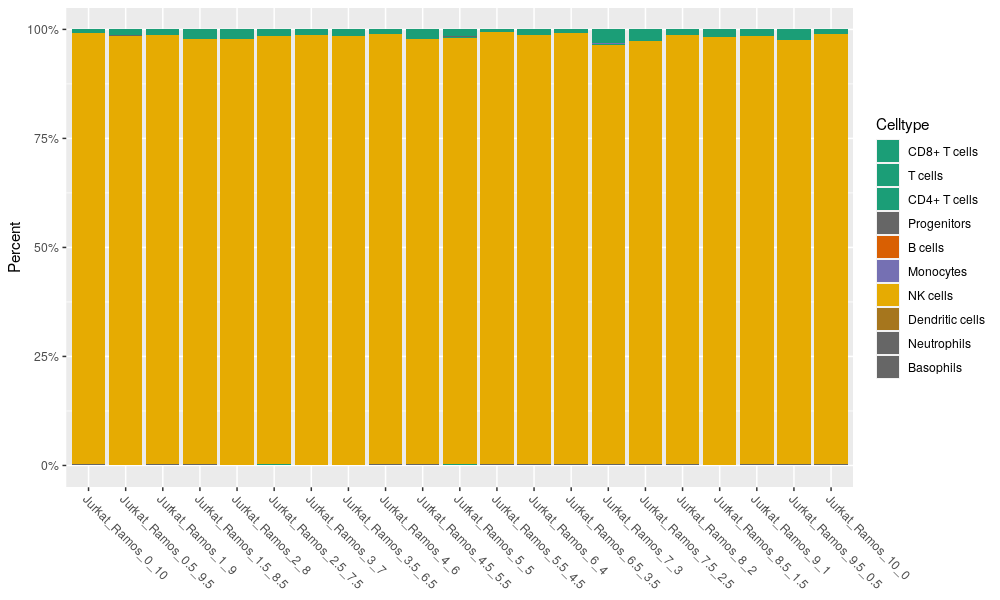 100%
75%
50%
25%
0%
Percent
Jurkat_Ramos_0_10
Jurkat_Ramos_0.5_9.5
Jurkat_Ramos_1_9
Jurkat_Ramos_1.5_8.5
Jurkat_Ramos_2_8
Jurkat_Ramos_2.5_7.5
Jurkat_Ramos_3_7
Jurkat_Ramos_3.5_6.5
Jurkat_Ramos_4_6
Jurkat_Ramos_4.5_5.5
Jurkat_Ramos_5_5
Jurkat_Ramos_5.5_4.5
Jurkat_Ramos_6_4
Jurkat_Ramos_6.5_3.5
Jurkat_Ramos_7_3
Jurkat_Ramos_7.5_2.5
Jurkat_Ramos_8_2
Jurkat_Ramos_8.5_1.5
Jurkat_Ramos_9_1
Jurkat_Ramos_9.5_0.5
Jurkat_Ramos_10_0
Celltype
CD8+ T cells
T cells
CD4+ T cells
Progenitors
B cells
Monocytes
NK cells
Dendritic cells
Neutrophils
Basophils